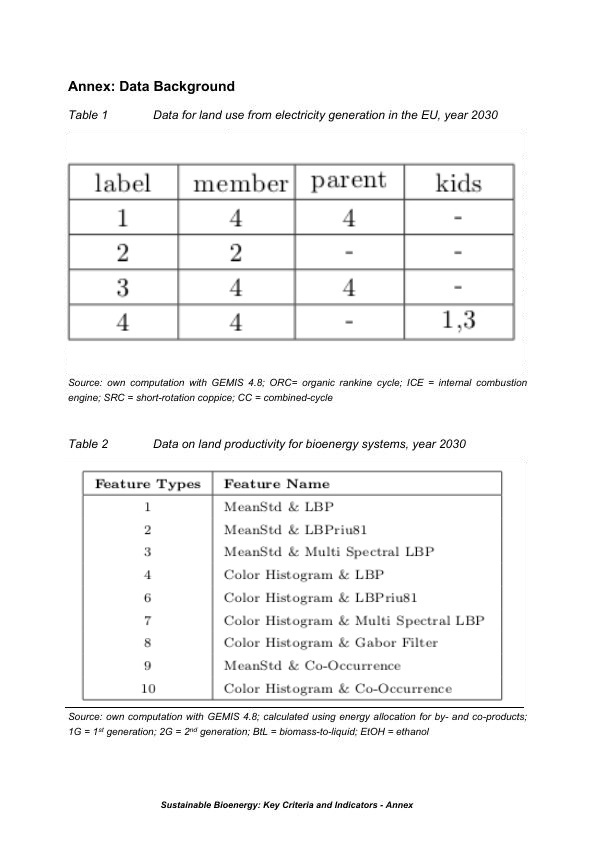 Annex: Data Background
Table 1 Data for land use from electricity generation in the EU, year 2030
label member parent kids
1 4 4 -
2 2 - -
3 4 4 -
4 4 - 1,3
Source: own computation with GEMIS 4.8; ORC= organic rankine cycle; ICE = internal combustion
engine; SRC = short-rotation coppice; CC = combined-cycle
Table 2 Data on land productivity for bioenergy systems, year 2030
Feature Types Feature Name
1 MeanStd & LBP
2 MeanStd & LBPriu81
3 MeanStd & Multi Spectral LBP
4 Color Histogram & LBP
6 Color Histogram & LBPriu81
7 Color Histogram & Multi Spectral LBP
8 Color Histogram & Gabor Filter
9 MeanStd & Co-Occurrence
10 Color Histogram & Co-Occurrence
Source: own computation with GEMIS 4.8; calculated using energy allocation for by- and co-products;
1G = 1st generation; 2G = 2nd generation; BtL = biomass-to-liquid; EtOH = ethanol
Sustainable Bioenergy: Key Criteria and Indicators - Annex